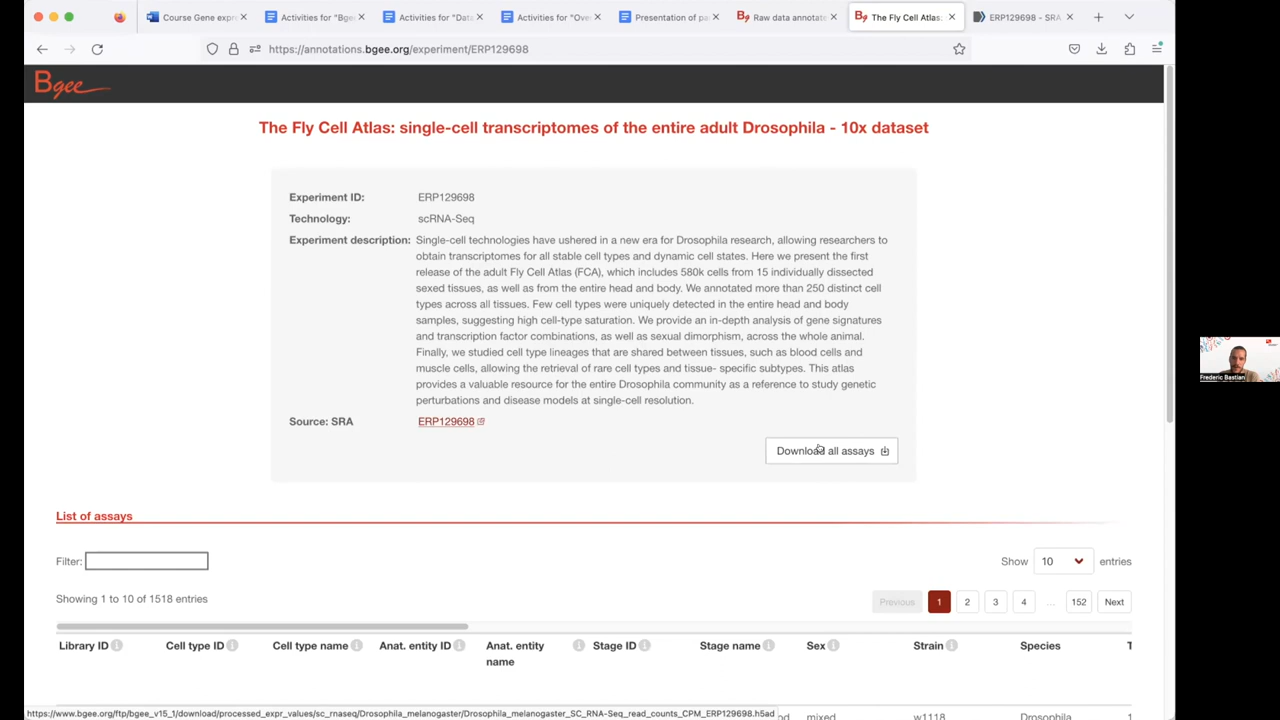 Course Gene expr
Activities for "Bge
Activities for "Data
Activities for "Ove
Presentation of pa
Raw data annotate
The Fly Cell Atlas:
ERP129698 - SRA
https://annotations.bgee.org/experiment/ERP129698
Bgee
The Fly Cell Atlas: single-cell transcriptomes of the entire adult Drosophila - 10x dataset
Experiment ID: ERP129698
Technology: scRNA-Seq
Experiment description: Single-cell technologies have ushered in a new era for Drosophila research, allowing researchers to
obtain transcriptomes for all stable cell types and dynamic cell states. Here we present the first
release of the adult Fly Cell Atlas (FCA), which includes 580k cells from 15 individually dissected
sexed tissues, as well as from the entire head and body. We annotated more than 250 distinct cell
types across all tissues. Few cell types were uniquely detected in the entire head and body
samples, suggesting high cell-type saturation. We provide an in-depth analysis of gene signatures
and transcription factor combinations, as well as sexual dimorphism, across the whole animal.
Finally, we studied cell type lineages that are shared between tissues, such as blood cells and
muscle cells, allowing the retrieval of rare cell types and tissue- specific subtypes. This atlas
provides a valuable resource for the entire Drosophila community as a reference to study genetic
perturbations and disease models at single-cell resolution.
Source: SRA ERP129698
Download all assays
List of assays
Filter:
Show 10 entries
Showing 1 to 10 of 1518 entries
Previous 1 2 3 4 ... 152 Next
Library ID Cell type ID Cell type name Anat. entity ID Anat. entity name Stage ID Stage name Sex Strain Species T
https://www.bgee.org/ftp/bgee_v15_1/download/processed_expr_values/sc_rnaseq/Drosophila_melanogaster/Drosophila_melanogaster_SC_RNA-Seq_read_counts_CPM_ERP129698.h5ad
mixed w1118 Drosophila
Frederic Bastian